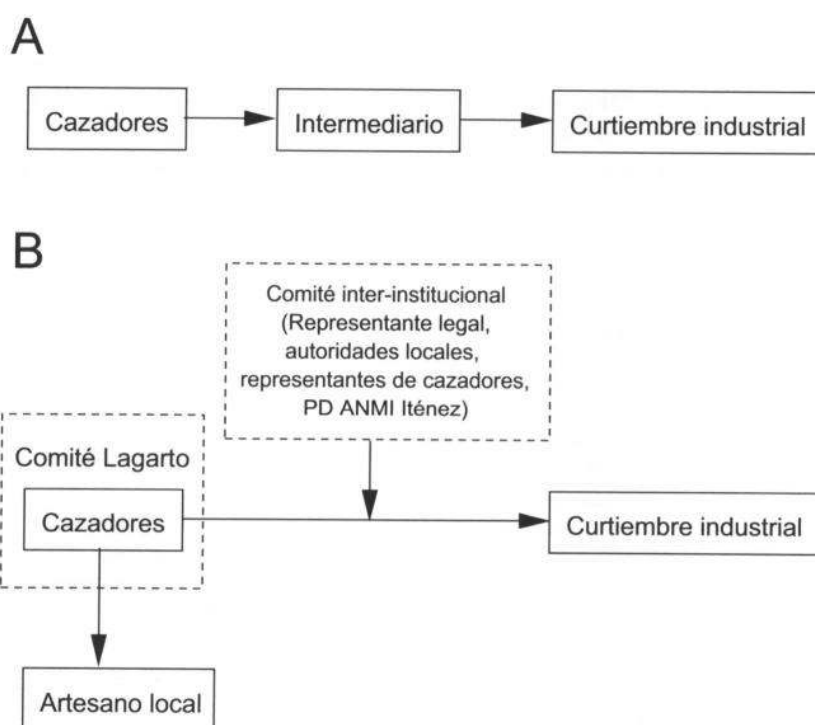 A
Cazadores
Intermediario
Curtiembre industrial
B
Comité inter-institucional
(Representante legal,
autoridades locales,
representantes de cazadores,
PD ANMI Iténez)
Comité Lagarto
Cazadores
Curtiembre industrial
Artesano local